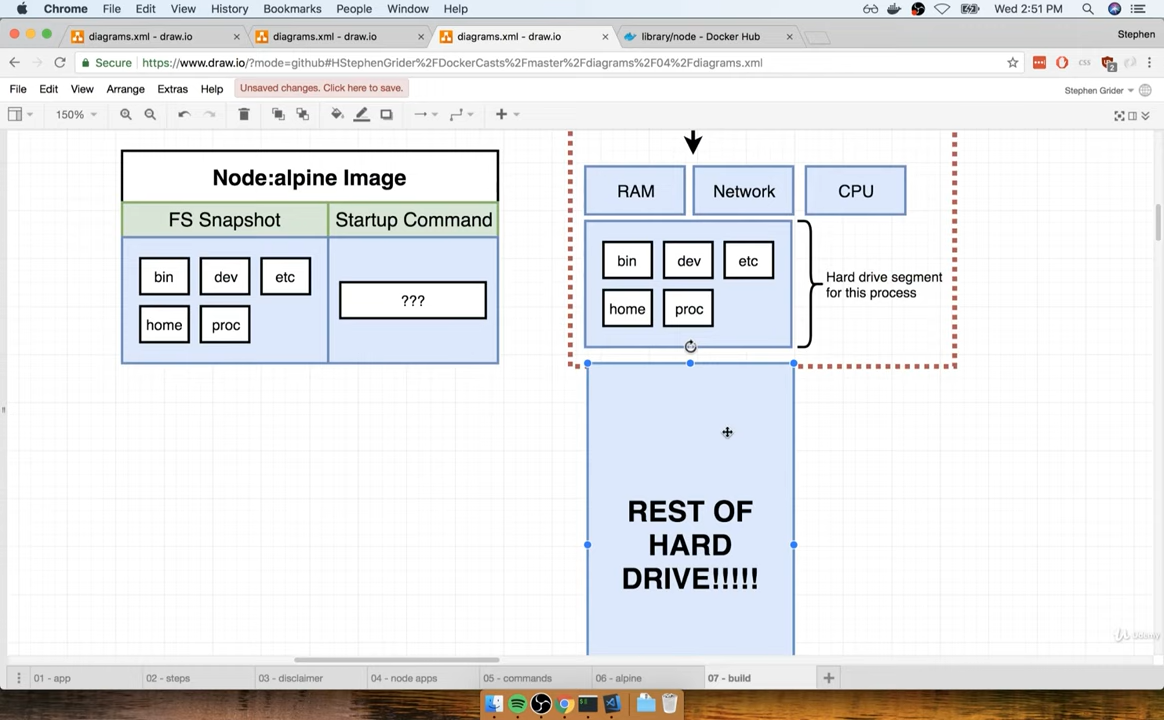 Chrome File Edit View History Bookmarks People Window Help Wed 2:51 PM
diagrams.xml - draw.io diagrams.xml - draw.io diagrams.xml - draw.io library/node - Docker Hub Stephen
Secure https://www.draw.io/?mode=github#HStephenGrider%2FDockerCasts%2Fmaster%2Fdiagrams%2F04%2Fdiagrams.xml
File Edit View Arrange Extras Help Unsaved changes. Click here to save. Stephen Grider
150%
Node:alpine Image
FS Snapshot Startup Command
bin dev etc
home proc
???
RAM Network CPU
bin dev etc
home proc
Hard drive segment
for this process
REST OF
HARD
DRIVE!!!!!
Udemy
01 - app 02 - steps 03 - disclaimer 04 - node apps 05 - commands 06 - alpine 07 - build